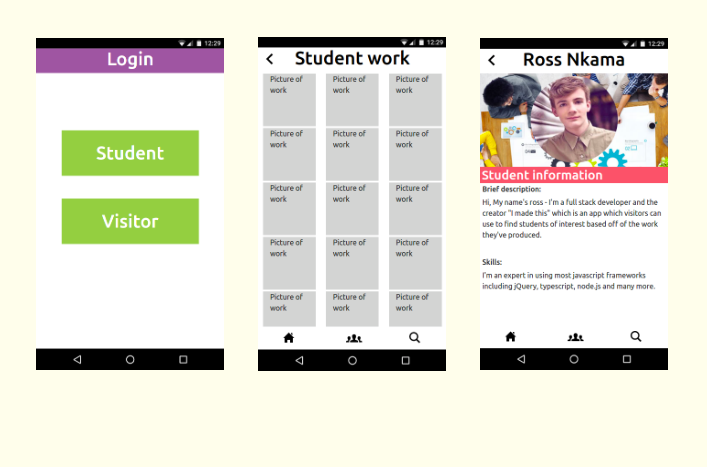 12:29
Login
Student
Visitor
12:29
Student work
Picture of
work
Picture of
work
Picture of
work
Picture of
work
Picture of
work
Picture of
work
Picture of
work
Picture of
work
Picture of
work
Picture of
work
Picture of
work
Picture of
work
Picture of
work
Picture of
work
Picture of
work
12:29
Ross Nkama
Student information
Brief description:
Hi, My name's ross - I'm a full stack developer and the
creator "I made this" which is an app which visitors can
use to find students of interest based off of the work
they've produced.
Skills:
I'm an expert in using most javascript frameworks
including jQuery, typescript, node.js and many more.